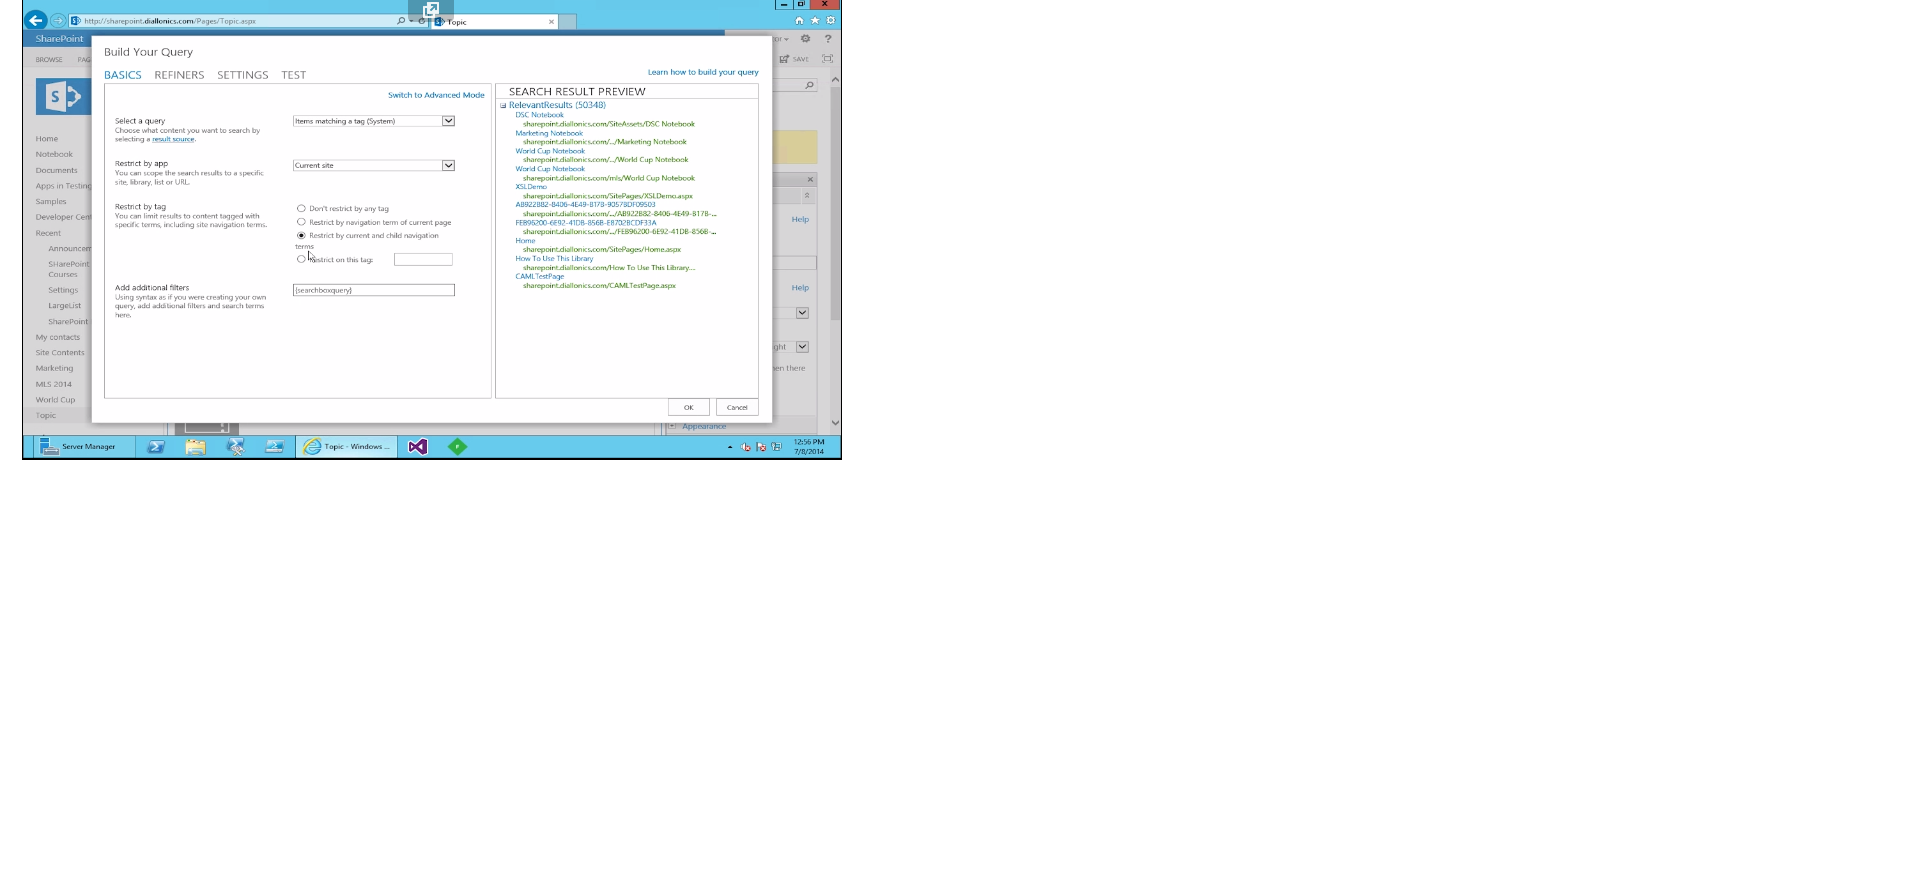 http://sharepoint.diallonics.com/Pages/Topic.aspx
Topic
SharePoint
BROWSE
SAVE
Build Your Query
BASICS REFINERS SETTINGS TEST
Learn how to build your query
Switch to Advanced Mode
Select a query
Choose what content you want to search by
selecting a result source.
Items matching a tag (System)
Restrict by app
You can scope the search results to a specific
site, library, list or URL.
Current site
Restrict by tag
You can limit results to content tagged with
specific terms, including site navigation terms.
Don't restrict by any tag
Restrict by navigation term of current page
Restrict by current and child navigation
terms
Restrict on this tag:
Add additional filters
Using syntax as if you were creating your own
query, add additional filters and search terms
here.
{searchboxquery}
SEARCH RESULT PREVIEW
RelevantResults (50348)
DSC Notebook
sharepoint.diallonics.com/SiteAssets/DSC Notebook
Marketing Notebook
sharepoint.diallonics.com/.../Marketing Notebook
World Cup Notebook
sharepoint.diallonics.com/.../World Cup Notebook
World Cup Notebook
sharepoint.diallonics.com/mls/World Cup Notebook
XSLDemo
sharepoint.diallonics.com/SitePages/XSLDemo.aspx
AB922B82-8406-4E49-817B-90578DF09503
sharepoint.diallonics.com/.../AB922B82-8406-4E49-817B-...
FEB96200-6E92-41DB-856B-E8702BCDF33A
sharepoint.diallonics.com/.../FEB96200-6E92-41DB-856B-...
Home
sharepoint.diallonics.com/SitePages/Home.aspx
How To Use This Library
sharepoint.diallonics.com/How To Use This Library...
CAMLTestPage
sharepoint.diallonics.com/CAMLTestPage.aspx
OK Cancel
Home
Notebook
Documents
Apps in Testing
Samples
Developer Cen
Recent
Announcem
SHarePoint
Courses
Settings
LargeList
SharePoint
My contacts
Site Contents
Marketing
MLS 2014
World Cup
Topic
Help
Help
ght
hen there
Appearance
Server Manager
Topic - Windows ...
12:56 PM
7/8/2014